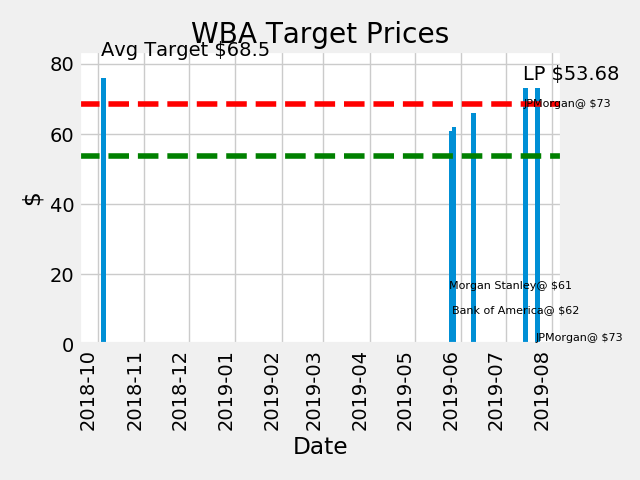 WBA Target Prices
Avg Target $68.5
LP $53.68
80
JPMorgan@ $73
60
$
40
20
Morgan Stanley@ $61
Bank of America@ $62
JPMorgan@ $73
0
2018-10
2018-11
2018-12
2019-01
2019-02
2019-03
2019-04
2019-05
2019-06
2019-07
2019-08
Date